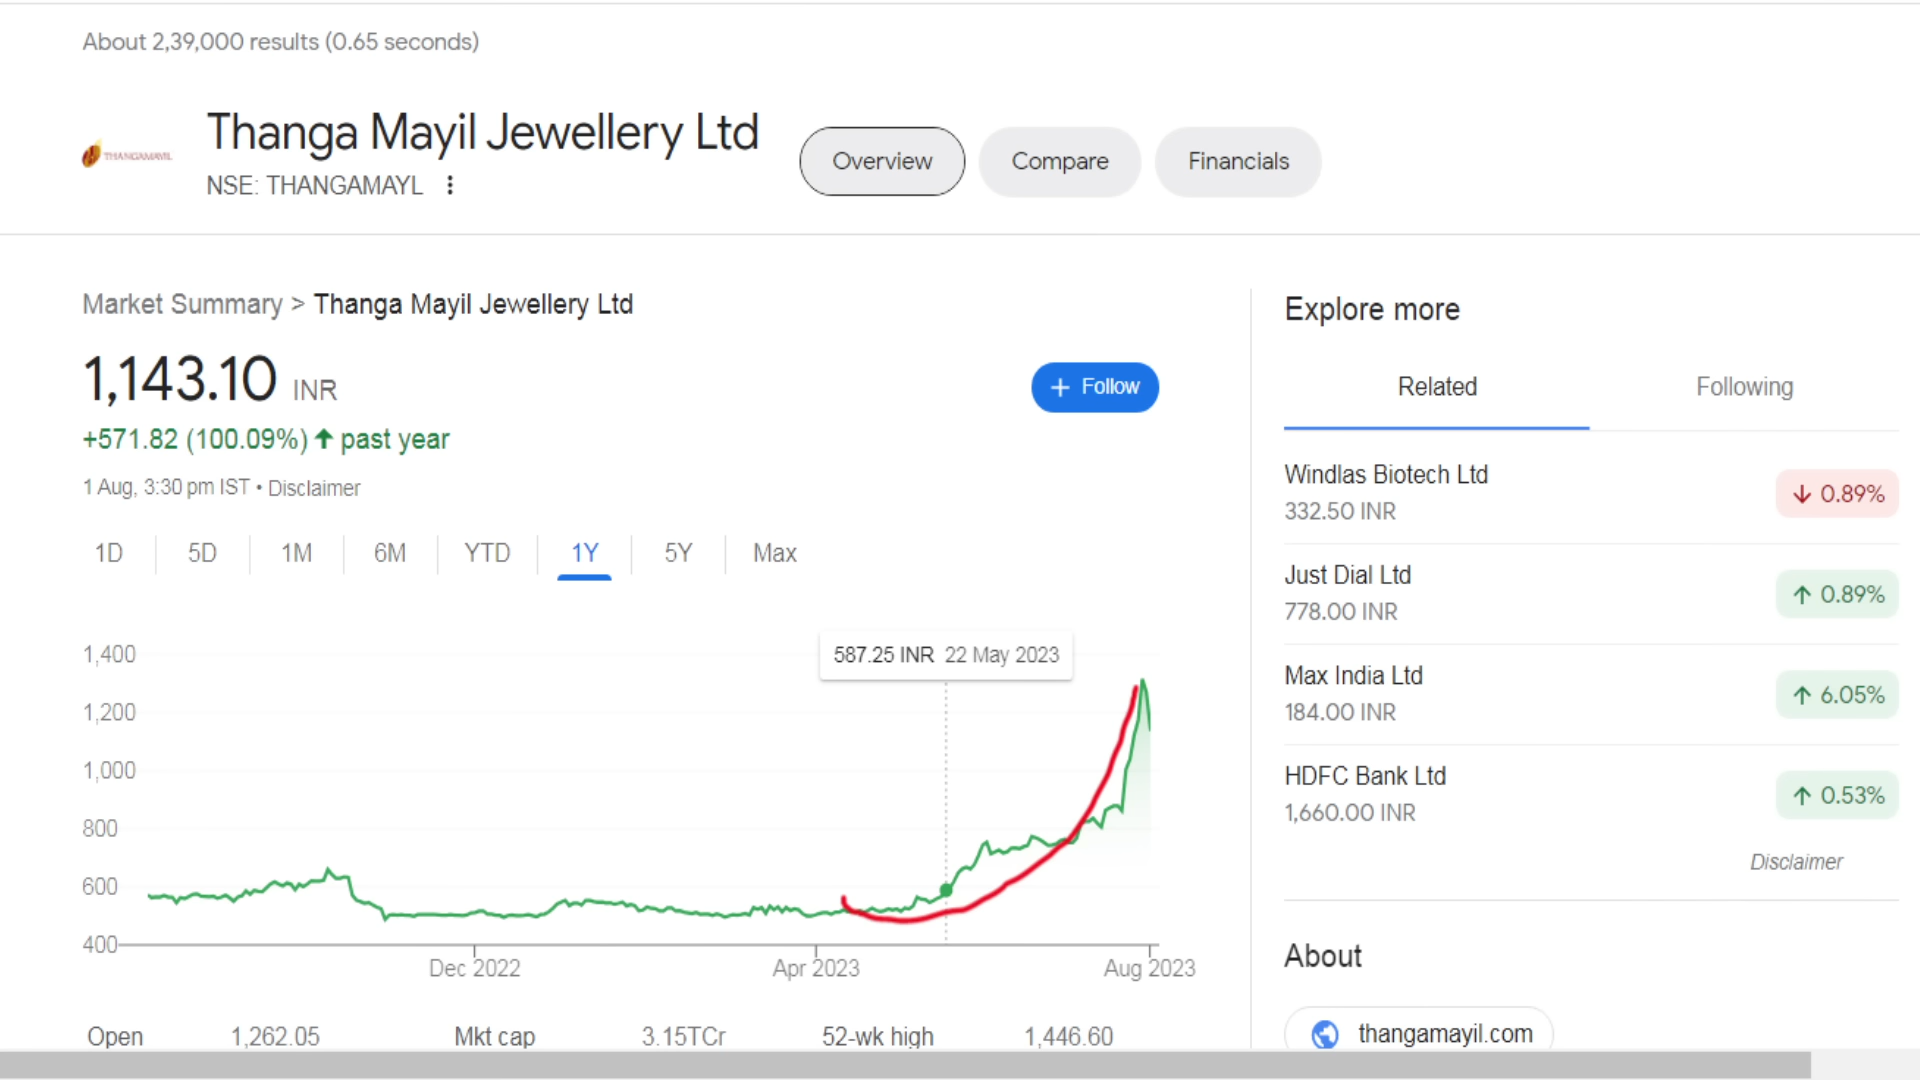 About 2,39,000 results (0.65 seconds)
THANGAMAYIL
Thanga Mayil Jewellery Ltd
NSE: THANGAMAYL
Overview
Compare
Financials
Market Summary > Thanga Mayil Jewellery Ltd
1,143.10 INR
+ Follow
+571.82 (100.09%) ↑ past year
1 Aug, 3:30 pm IST • Disclaimer
1D 5D 1M 6M YTD 1Y 5Y Max
587.25 INR 22 May 2023
1,400
1,200
1,000
800
600
400
Dec 2022 Apr 2023 Aug 2023
Open 1,262.05 Mkt cap 3.15TCr 52-wk high 1,446.60
Explore more
Related Following
Windlas Biotech Ltd
332.50 INR
↓ 0.89%
Just Dial Ltd
778.00 INR
↑ 0.89%
Max India Ltd
184.00 INR
↑ 6.05%
HDFC Bank Ltd
1,660.00 INR
↑ 0.53%
Disclaimer
About
thangamayil.com